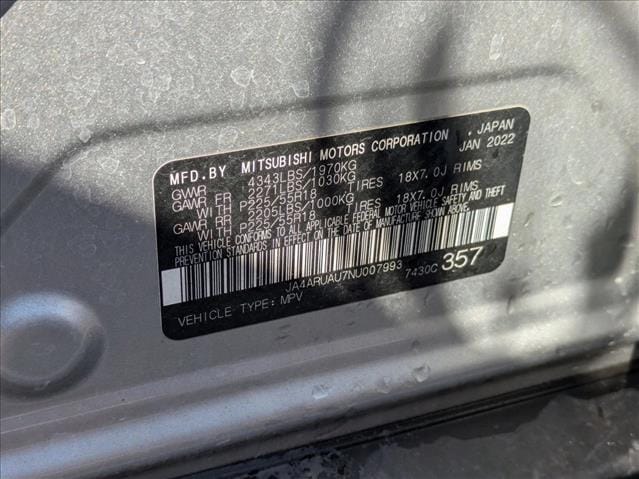 MFD.BY MITSUBISHI MOTORS CORPORATION , JAPAN
JAN 2022
GVWR 4343LBS/1970KG
GAWR FR 2271LBS/1030KG
WITH P225/55R18 TIRES 18X7.0J RIMS
GAWR RR 2205LBS/1000KG
WITH P225/55R18 TIRES 18X7.0J RIMS
THIS VEHICLE CONFORMS TO ALL APPLICABLE FEDERAL MOTOR VEHICLE SAFETY AND THEFT
PREVENTION STANDARDS IN EFFECT ON THE DATE OF MANUFACTURE SHOWN ABOVE.
JA4ARUAU7NU007993 7430C 357
VEHICLE TYPE: MPV